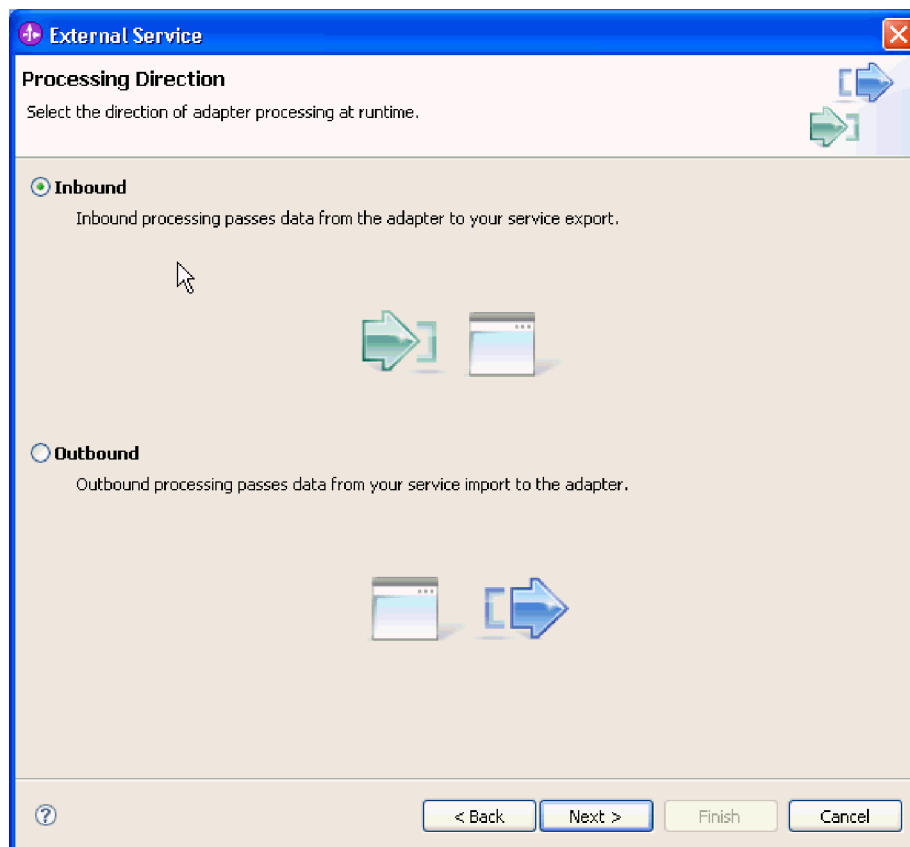 External Service
Processing Direction
Select the direction of adapter processing at runtime.
Inbound
Inbound processing passes data from the adapter to your service export.
Outbound
Outbound processing passes data from your service import to the adapter.
? < Back Next > Finish Cancel